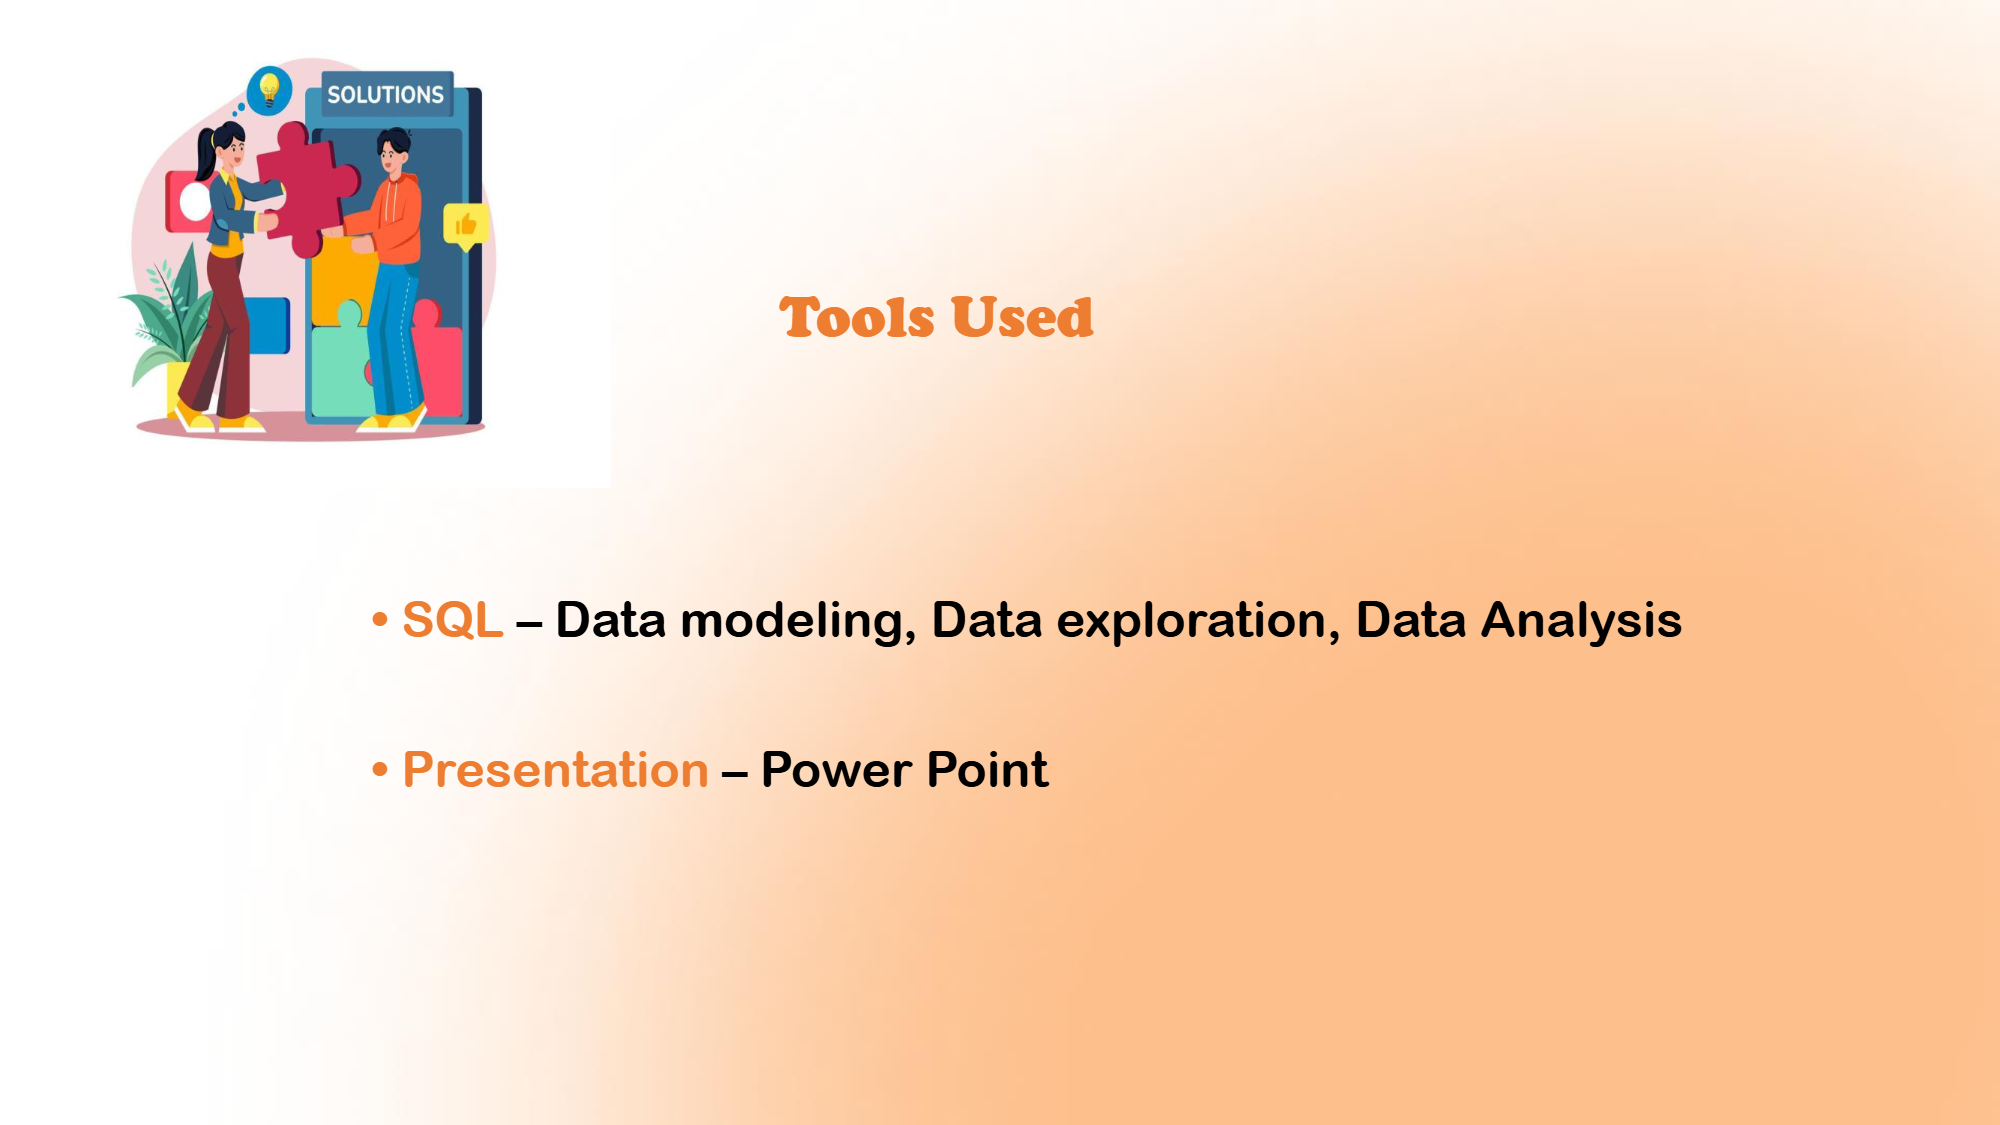 SOLUTIONS
Tools Used
• SQL – Data modeling, Data exploration, Data Analysis
• Presentation – Power Point